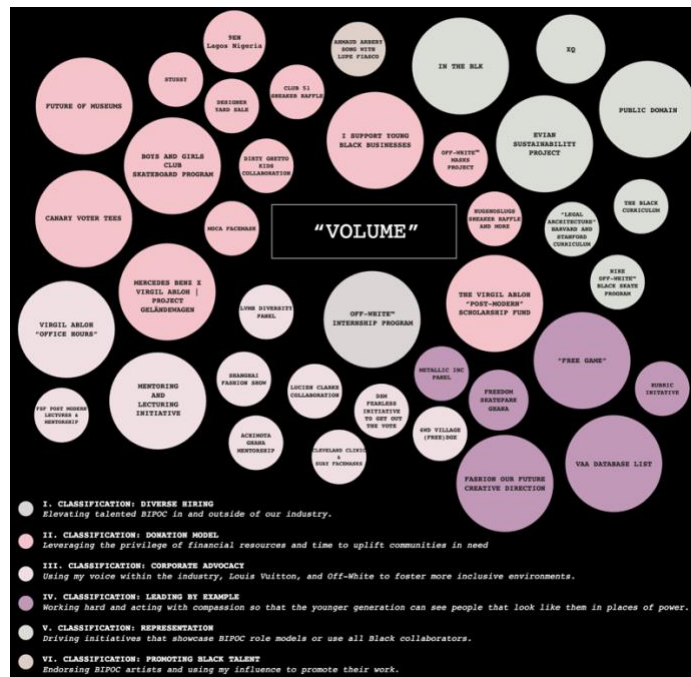 9EN
Lagos Nigeria
AHMAUD ARBERY
SONG WITH
LUPE FIASCO
IN THE BLK
XQ
STUSSY
CLUB 51
SNEAKER RAFFLE
FUTURE OF MUSEUMS
DESIGNER
YARD SALE
PUBLIC DOMAIN
I SUPPORT YOUNG
BLACK BUSINESSES
EVIAN
SUSTAINABILITY
PROJECT
BOYS AND GIRLS
CLUB
SKATEBOARD PROGRAM
DIRTY GHETTO
KIDS
COLLABORATION
OFF-WHITE™
MASKS
PROJECT
CANARY VOTER TEES
MOCA FACEMASK
"VOLUME"
SNEAKER RAFFLE
AND MORE
"LEGAL
ARCHITECTURE"
HARVARD AND
STANFORD
CURRICULUM
THE BLACK
CURRICULUM
MERCEDES BENZ X
VIRGIL ABLOH |
PROJECT
GELÄNDEWAGEN
NIKE
OFF-WHITE™
BLACK SKATE
PROGRAM
VIRGIL ABLOH
"OFFICE HOURS"
LVMH DIVERSITY
PANEL
OFF-WHITE™
INTERNSHIP PROGRAM
THE VIRGIL ABLOH
"POST-MODERN"
SCHOLARSHIP FUND
"FREE GAME"
MENTORING
AND
LECTURING
INITIATIVE
SHANGHAI
FASHION SHOW
LUCIEN CLARKE
COLLABORATION
DSM
FEARLESS
INITIATIVE
TO GET OUT
THE VOTE
METALLIC INC
PANEL
FREEDOM
SKATEPARK
GHANA
RUBRIC
INITATIVE
FSF POST MODERN
LECTURES &
MENTORSHIP
ACHIMOTA
GHANA
MENTORSHIP
CLEVELAND CLINIC
&
FACEMASKS
VILLAGE
(FREE)DGE
FASHION OUR FUTURE
CREATIVE DIRECTION
VAA DATABASE LIST
I. CLASSIFICATION: DIVERSE HIRING
Elevating talented BIPOC in and outside of our industry.
II. CLASSIFICATION: DONATION MODEL
Leveraging the privilege of financial resources and time to uplift communities in need
III. CLASSIFICATION: CORPORATE ADVOCACY
Using my voice within the industry, Louis Vuitton, and Off-White to foster more inclusive environments.
IV. CLASSIFICATION: LEADING BY EXAMPLE
Working hard and acting with compassion so that the younger generation can see people that look like them in places of power.
V. CLASSIFICATION: REPRESENTATION
Driving initiatives that showcase BIPOC role models or use all Black collaborators.
VI. CLASSIFICATION: PROMOTING BLACK TALENT
Endorsing BIPOC artists and using my influence to promote their work.